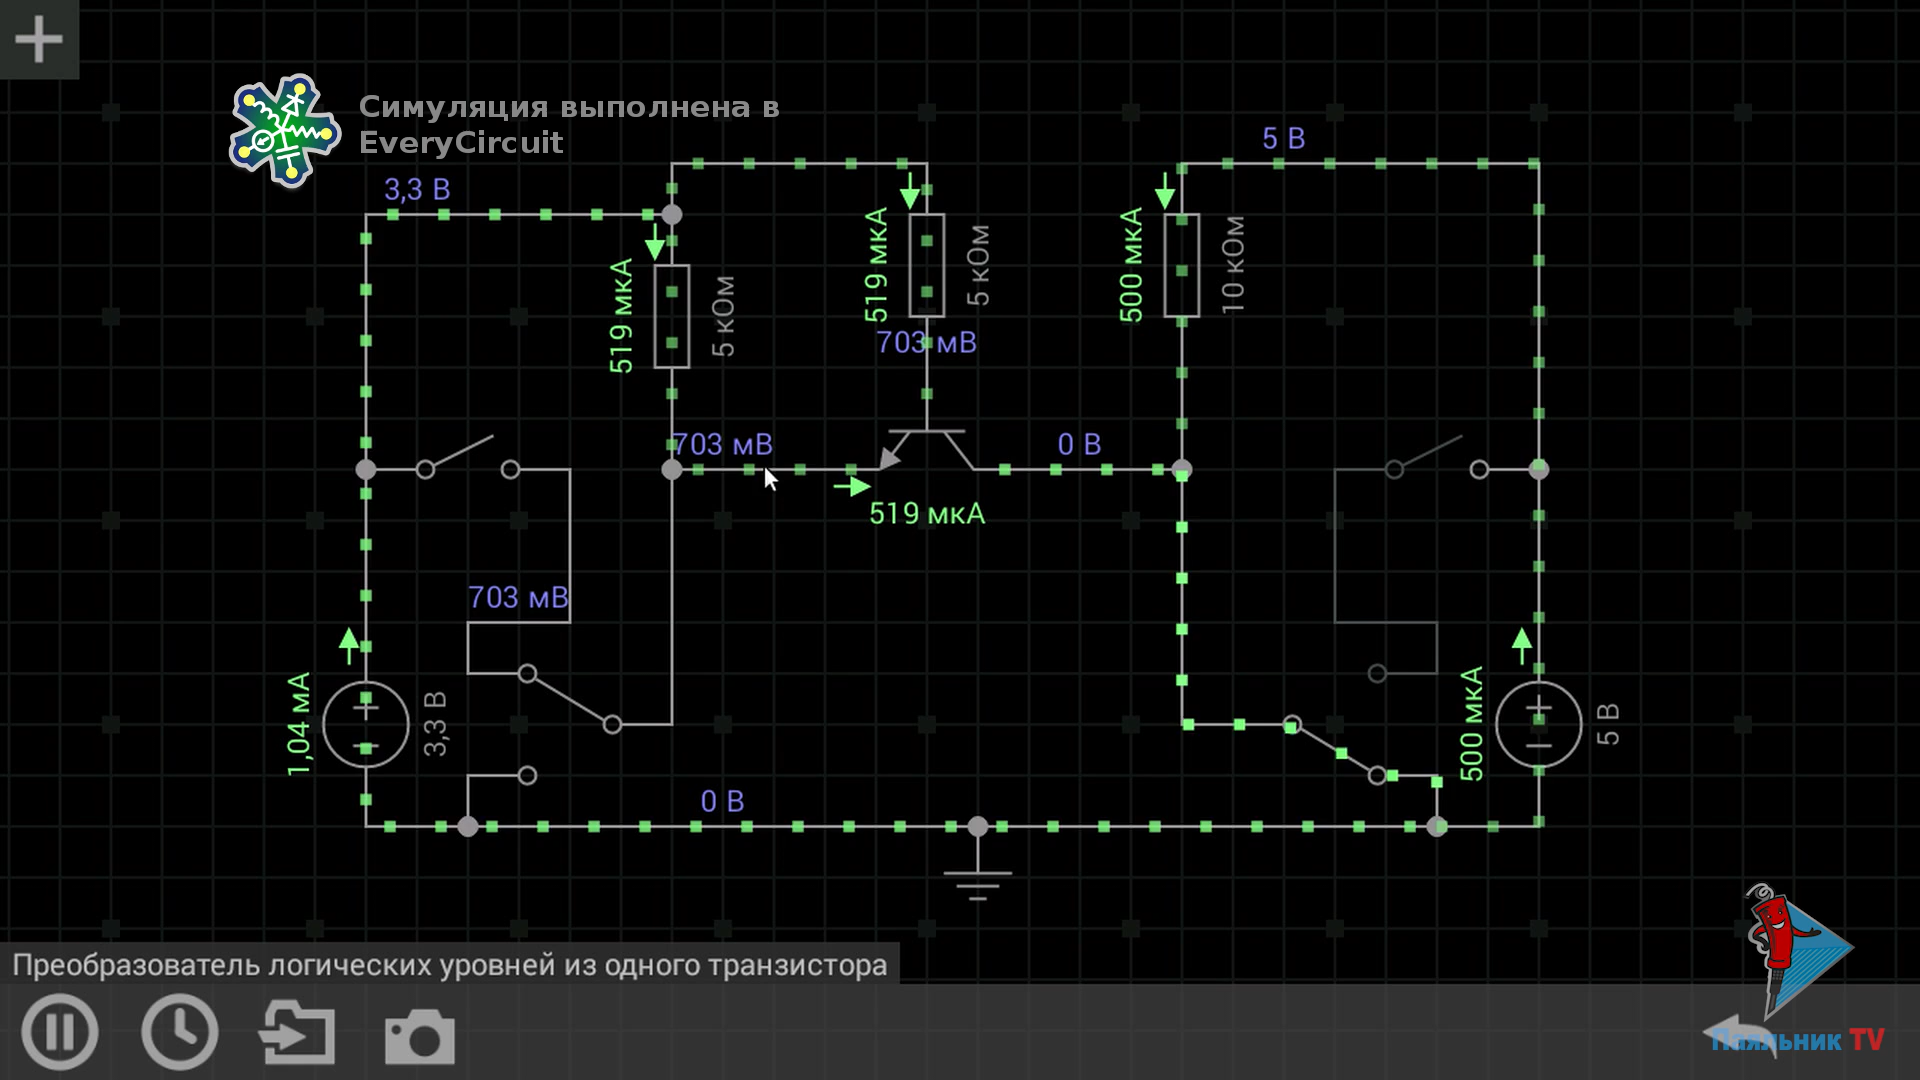 Симуляция выполнена в
EveryCircuit
5 В
3,3 В
519 мкА
5 кОм
519 мкА
5 кОм
500 мкА
10 кОм
703 мВ
703 мВ
0 В
519 мкА
703 мВ
1,04 мА
3,3 В
500 мкА
5 В
0 В
Преобразователь логических уровней из одного транзистора
Паяльник TV